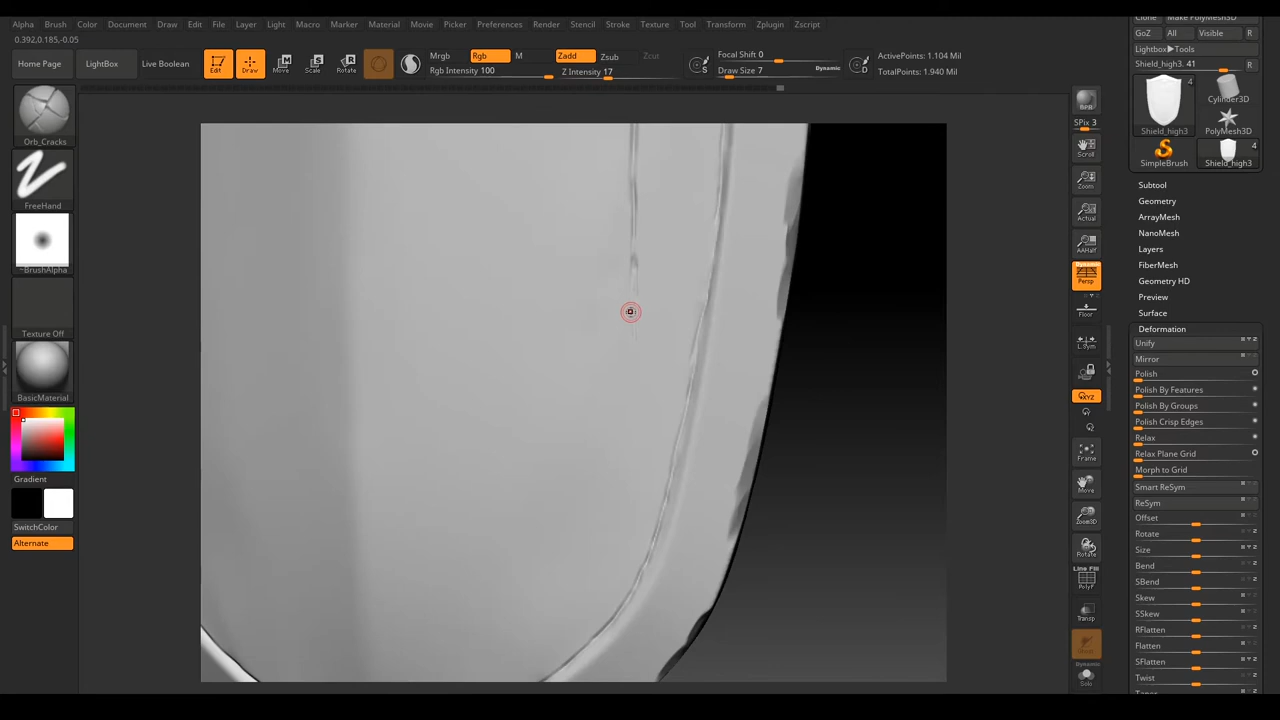 Alpha Brush Color Document Draw Edit File Layer Light Macro Marker Material Movie Picker Preferences Render Stencil Stroke Texture Tool Transform Zplugin Zscript
0.392,0.185,-0.05
Home Page
LightBox
Live Boolean
Edit
Draw
Move
Scale
Rotate
Mrgb
Rgb
M
Rgb Intensity 100
Zadd
Zsub
Zcut
Z Intensity 17
Focal Shift 0
Draw Size 7
Dynamic
S
D
ActivePoints: 1.104 Mil
TotalPoints: 1.940 Mil
Orb_Cracks
FreeHand
~BrushAlpha
Texture Off
BasicMaterial
Gradient
SwitchColor
Alternate
BPR
SPix 3
Scroll
Zoom
Actual
AAHalf
Dynamic
Persp
Floor
L.Sym
XYZ
Frame
Move
Zoom3D
Rotate
Line Fill
PolyF
Transp
Dynamic
Solo
Clone
Make PolyMesh3D
GoZ
All
Visible
R
Lightbox▶Tools
Shield_high3. 41
R
4
Shield_high3
Cylinder3D
PolyMesh3D
SimpleBrush
4
Shield_high3
Subtool
Geometry
ArrayMesh
NanoMesh
Layers
FiberMesh
Geometry HD
Preview
Surface
Deformation
Unify
Mirror
Polish
Polish By Features
Polish By Groups
Polish Crisp Edges
Relax
Relax Plane Grid
Morph to Grid
Smart ReSym
ReSym
Offset
Rotate
Size
Bend
SBend
Skew
SSkew
RFlatten
Flatten
SFlatten
Twist